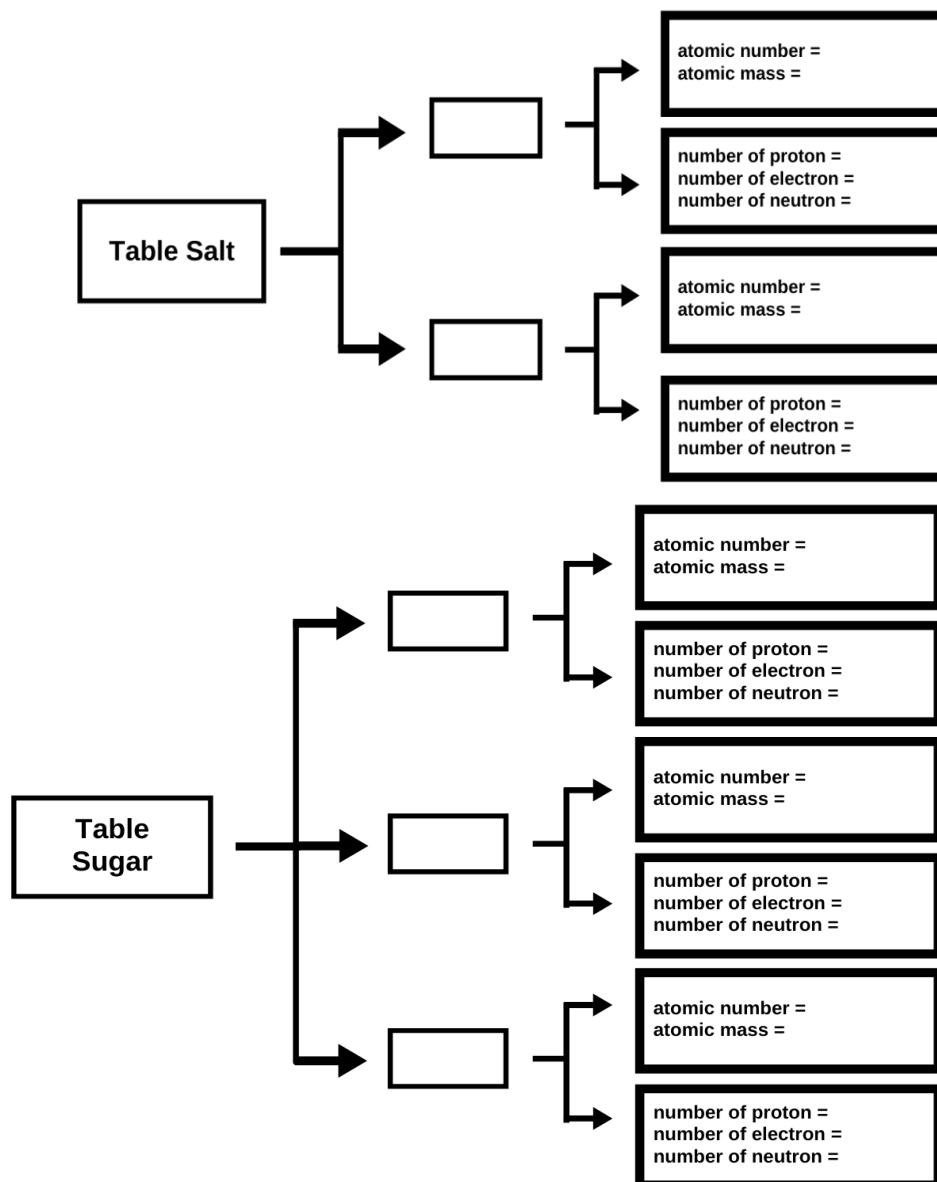 atomic number =
atomic mass =
number of proton =
number of electron =
number of neutron =
Table Salt
atomic number =
atomic mass =
number of proton =
number of electron =
number of neutron =
atomic number =
atomic mass =
number of proton =
number of electron =
number of neutron =
atomic number =
atomic mass =
Table
Sugar
number of proton =
number of electron =
number of neutron =
atomic number =
atomic mass =
number of proton =
number of electron =
number of neutron =